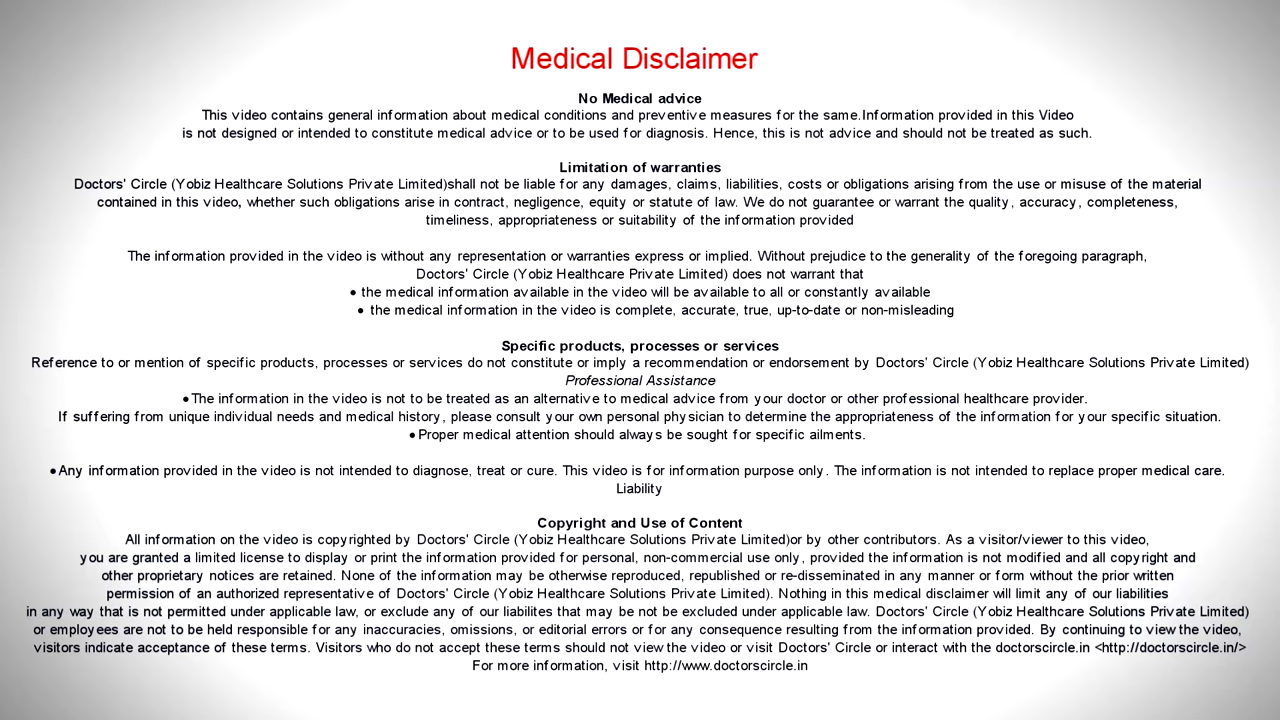 Medical Disclaimer
No Medical advice
This video contains general information about medical conditions and preventive measures for the same.Information provided in this Video
is not designed or intended to constitute medical advice or to be used for diagnosis. Hence, this is not advice and should not be treated as such.
Limitation of warranties
Doctors' Circle (Yobiz Healthcare Solutions Private Limited)shall not be liable for any damages, claims, liabilities, costs or obligations arising from the use or misuse of the material
contained in this video, whether such obligations arise in contract, negligence, equity or statute of law. We do not guarantee or warrant the quality, accuracy, completeness,
timeliness, appropriateness or suitability of the information provided
The information provided in the video is without any representation or warranties express or implied. Without prejudice to the generality of the foregoing paragraph,
Doctors' Circle (Yobiz Healthcare Private Limited) does not warrant that
• the medical information available in the video will be available to all or constantly available
• the medical information in the video is complete, accurate, true, up-to-date or non-misleading
Specific products, processes or services
Reference to or mention of specific products, processes or services do not constitute or imply a recommendation or endorsement by Doctors' Circle (Yobiz Healthcare Solutions Private Limited)
Professional Assistance
•The information in the video is not to be treated as an alternative to medical advice from your doctor or other professional healthcare provider.
If suffering from unique individual needs and medical history, please consult your own personal physician to determine the appropriateness of the information for your specific situation.
•Proper medical attention should always be sought for specific ailments.
•Any information provided in the video is not intended to diagnose, treat or cure. This video is for information purpose only. The information is not intended to replace proper medical care.
Liability
Copyright and Use of Content
All information on the video is copyrighted by Doctors' Circle (Yobiz Healthcare Solutions Private Limited)or by other contributors. As a visitor/viewer to this video,
you are granted a limited license to display or print the information provided for personal, non-commercial use only, provided the information is not modified and all copyright and
other proprietary notices are retained. None of the information may be otherwise reproduced, republished or re-disseminated in any manner or form without the prior written
permission of an authorized representative of Doctors' Circle (Yobiz Healthcare Solutions Private Limited). Nothing in this medical disclaimer will limit any of our liabilities
in any way that is not permitted under applicable law, or exclude any of our liabilites that may be not be excluded under applicable law. Doctors' Circle (Yobiz Healthcare Solutions Private Limited)
or employees are not to be held responsible for any inaccuracies, omissions, or editorial errors or for any consequence resulting from the information provided. By continuing to view the video,
visitors indicate acceptance of these terms. Visitors who do not accept these terms should not view the video or visit Doctors' Circle or interact with the doctorscircle.in <http://doctorscircle.in/>
For more information, visit http://www.doctorscircle.in